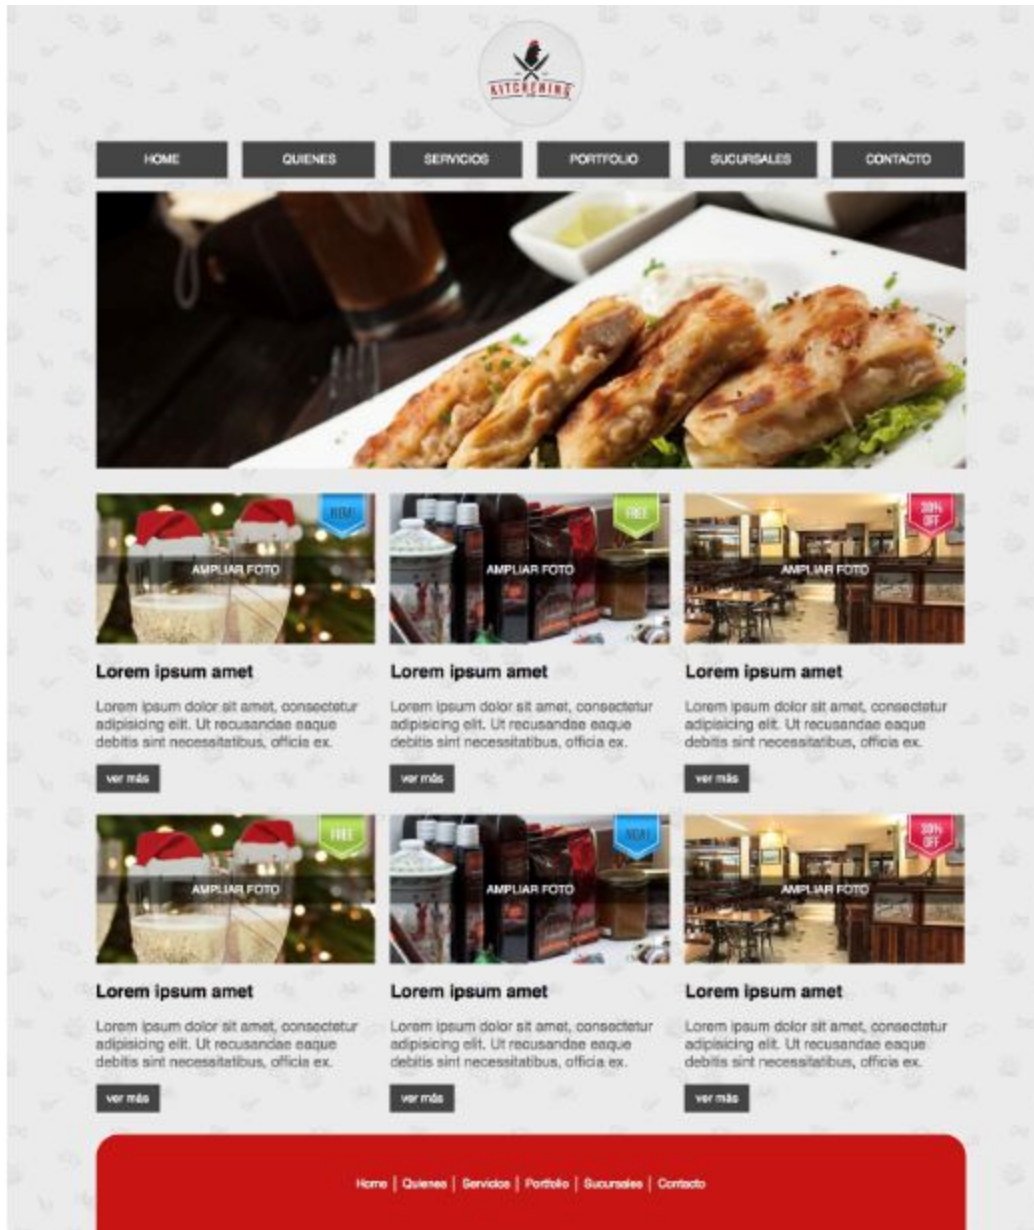 KITCHENING
HOME
QUIENES
SERVICIOS
PORTFOLIO
SUCURSALES
CONTACTO
NEW!
AMPLIAR FOTO
FREE
AMPLIAR FOTO
30%
OFF
AMPLIAR FOTO
Lorem ipsum amet
Lorem ipsum dolor sit amet, consectetur
adipisicing elit. Ut recusandae eaque
debitis sint necessitatibus, officia ex.
ver más
Lorem ipsum amet
Lorem ipsum dolor sit amet, consectetur
adipisicing elit. Ut recusandae eaque
debitis sint necessitatibus, officia ex.
ver más
Lorem ipsum amet
Lorem ipsum dolor sit amet, consectetur
adipisicing elit. Ut recusandae eaque
debitis sint necessitatibus, officia ex.
ver más
FREE
AMPLIAR FOTO
NEW!
AMPLIAR FOTO
30%
OFF
AMPLIAR FOTO
Lorem ipsum amet
Lorem ipsum dolor sit amet, consectetur
adipisicing elit. Ut recusandae eaque
debitis sint necessitatibus, officia ex.
ver más
Lorem ipsum amet
Lorem ipsum dolor sit amet, consectetur
adipisicing elit. Ut recusandae eaque
debitis sint necessitatibus, officia ex.
ver más
Lorem ipsum amet
Lorem ipsum dolor sit amet, consectetur
adipisicing elit. Ut recusandae eaque
debitis sint necessitatibus, officia ex.
ver más
Home | Quienes | Servicios | Portfolio | Sucursales | Contacto